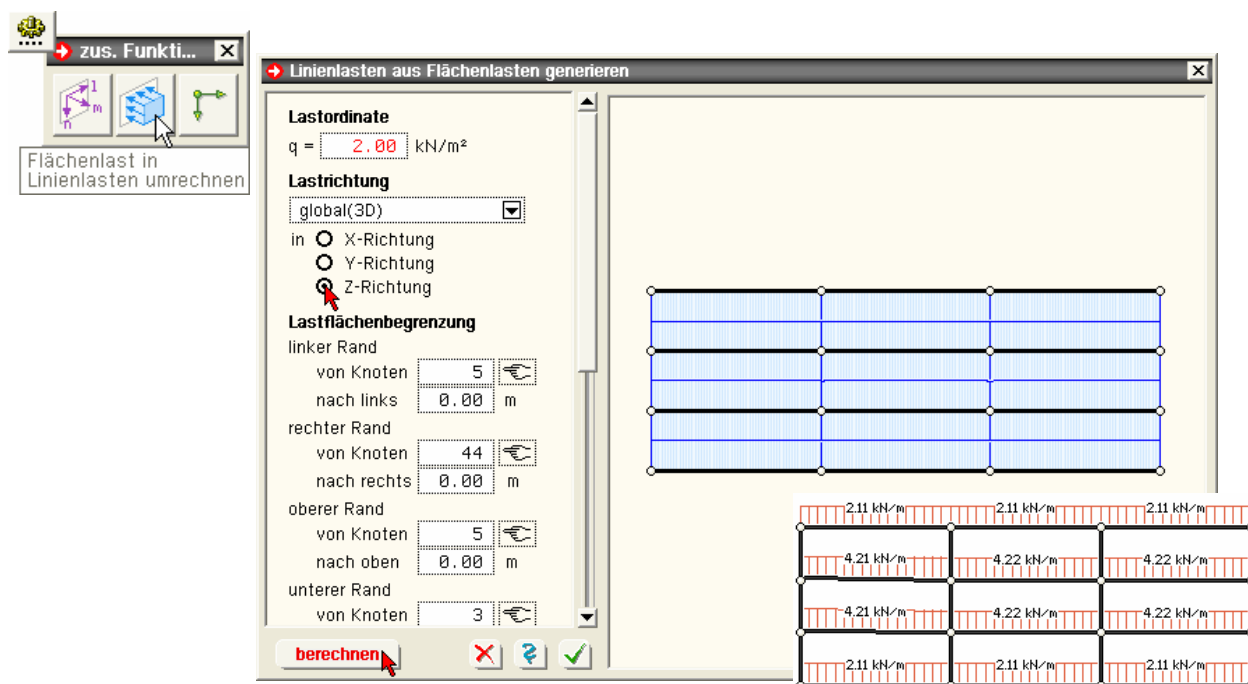 zus. Funkti...
l
m
n
Flächenlast in
Linienlasten umrechnen
Linienlasten aus Flächenlasten generieren
Lastordinate
q = 2.00 kN/m²
Lastrichtung
global(3D)
in X-Richtung
Y-Richtung
Z-Richtung
Lastflächenbegrenzung
linker Rand
von Knoten 5
nach links 0.00 m
rechter Rand
von Knoten 44
nach rechts 0.00 m
oberer Rand
von Knoten 5
nach oben 0.00 m
unterer Rand
von Knoten 3
berechnen
2.11 kN/m 2.11 kN/m 2.11 kN/m
4.21 kN/m 4.22 kN/m 4.22 kN/m
4.21 kN/m 4.22 kN/m 4.22 kN/m
2.11 kN/m 2.11 kN/m 2.11 kN/m